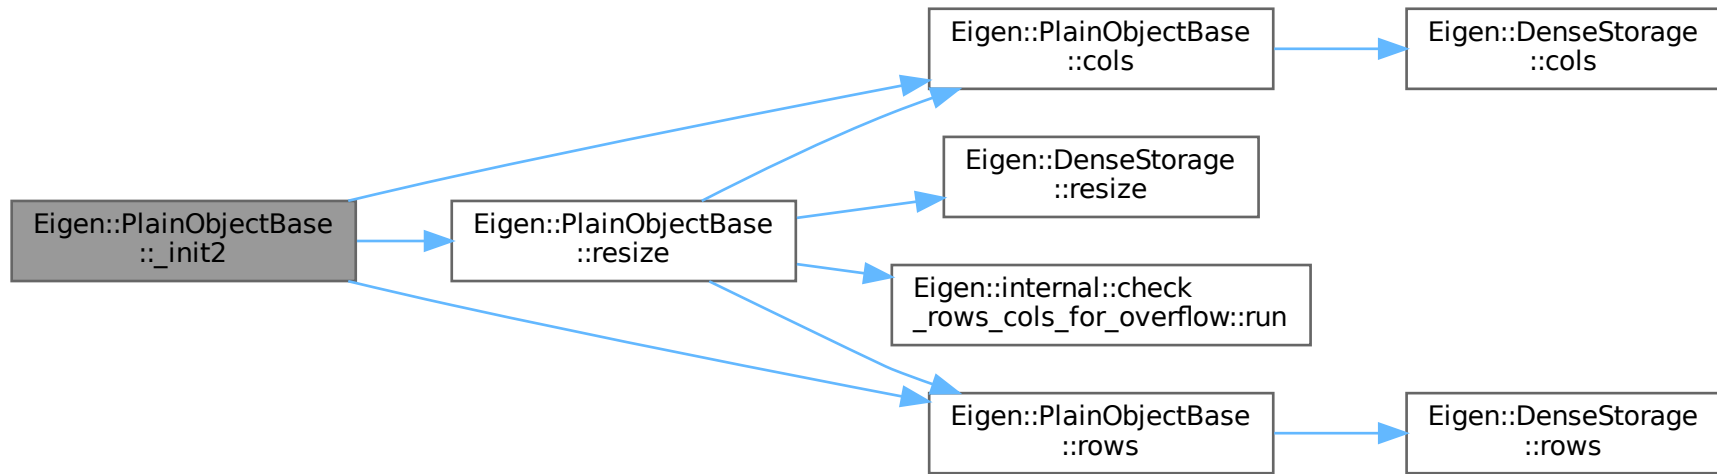 Eigen::PlainObjectBase
::_init2
Eigen::PlainObjectBase
::resize
Eigen::PlainObjectBase
::cols
Eigen::DenseStorage
::cols
Eigen::DenseStorage
::resize
Eigen::internal::check
_rows_cols_for_overflow::run
Eigen::PlainObjectBase
::rows
Eigen::DenseStorage
::rows